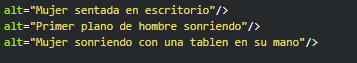 alt="Mujer sentada en escritorio"/>
alt="Primer plano de hombre sonriendo"/>
alt="Mujer sonriendo con una tablen en su mano"/>